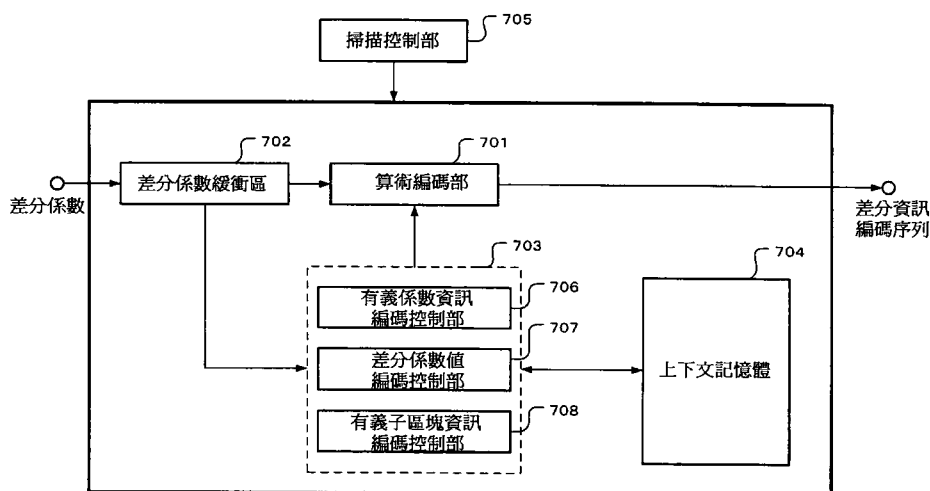 705
掃描控制部
702
701
差分係數緩衝區
算術編碼部
差分係數
差分資訊
編碼序列
703
704
有義係數資訊
編碼控制部
706
差分係數值
編碼控制部
707
有義子區塊資訊
編碼控制部
708
上下文記憶體